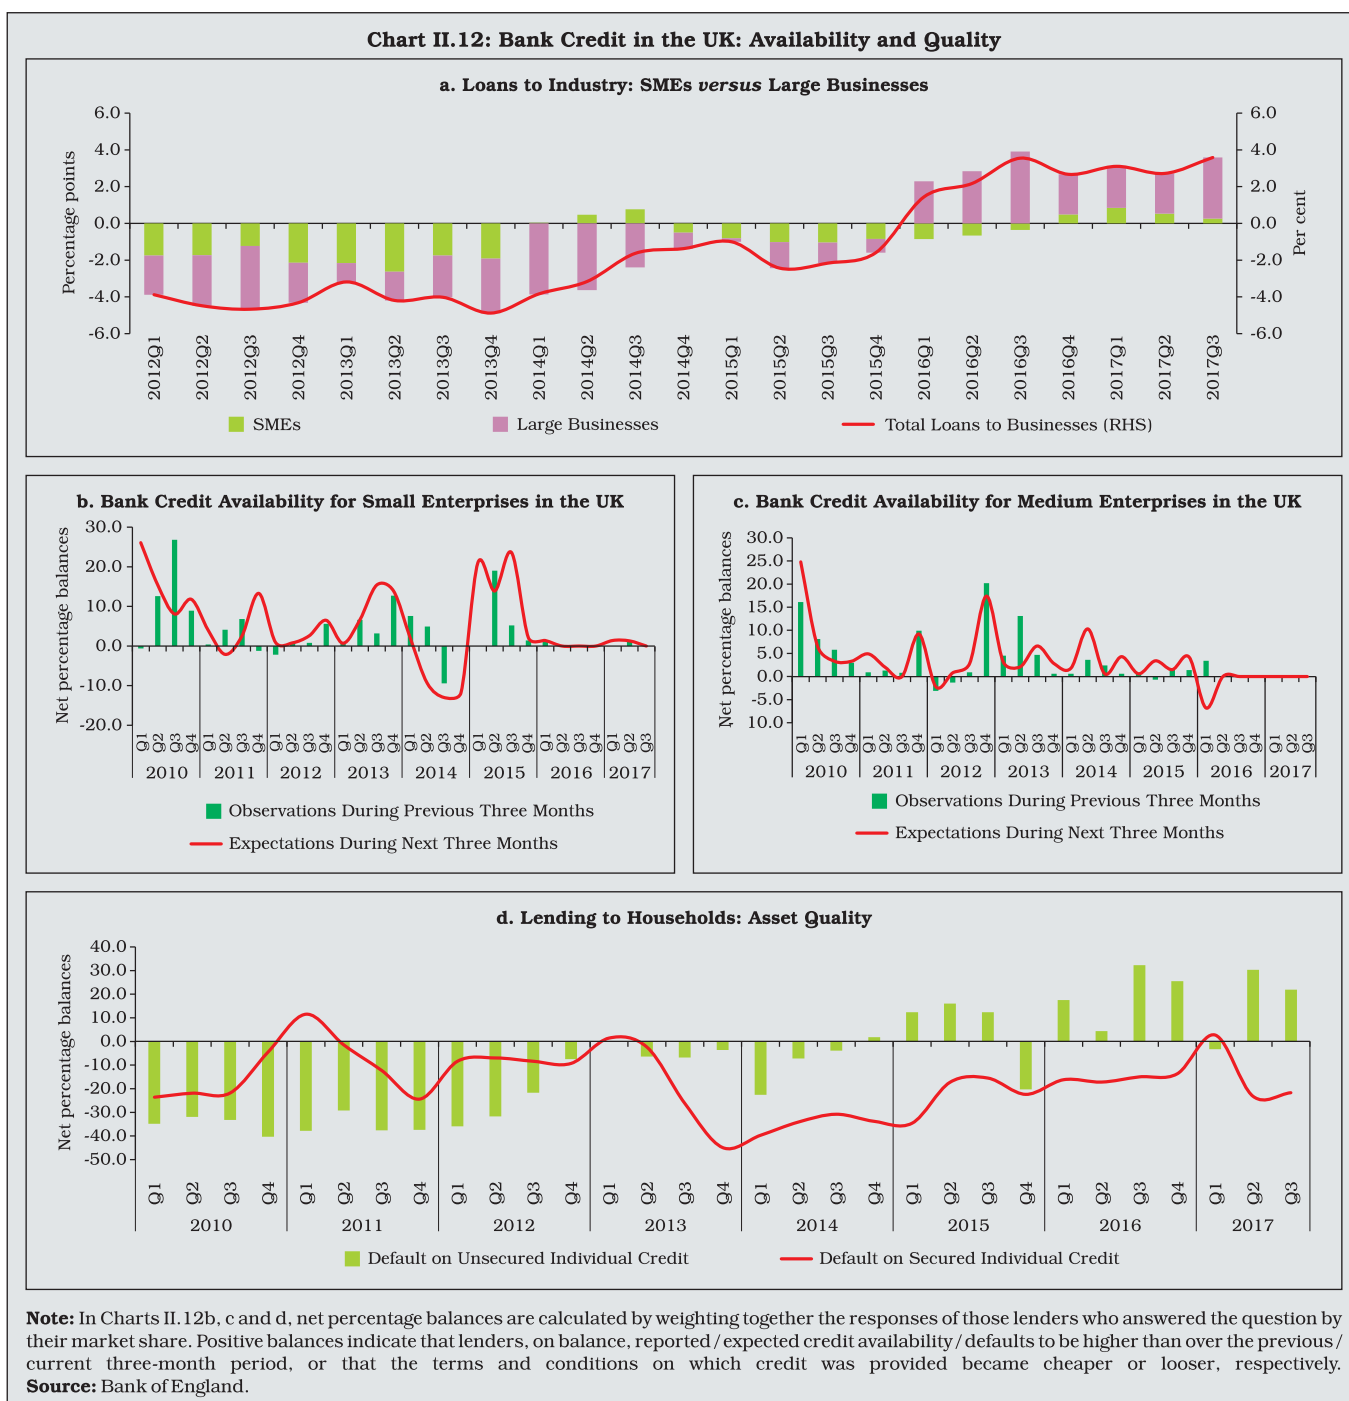 Chart II.12: Bank Credit in the UK: Availability and Quality
a. Loans to Industry: SMEs versus Large Businesses
Percentage points
6.0
4.0
2.0
0.0
-2.0
-4.0
-6.0
6.0
4.0
2.0
0.0
-2.0
-4.0
-6.0
Per cent
2012Q1 2012Q2 2012Q3 2012Q4 2013Q1 2013Q2 2013Q3 2013Q4 2014Q1 2014Q2 2014Q3 2014Q4 2015Q1 2015Q2 2015Q3 2015Q4 2016Q1 2016Q2 2016Q3 2016Q4 2017Q1 2017Q2 2017Q3
SMEs Large Businesses Total Loans to Businesses (RHS)
b. Bank Credit Availability for Small Enterprises in the UK
Net percentage balances
30.0
20.0
10.0
0.0
-10.0
-20.0
Q1 Q2 Q3 Q4 Q1 Q2 Q3 Q4 Q1 Q2 Q3 Q4 Q1 Q2 Q3 Q4 Q1 Q2 Q3 Q4 Q1 Q2 Q3 Q4 Q1 Q2 Q3 Q4 Q1 Q2 Q3
2010 2011 2012 2013 2014 2015 2016 2017
Observations During Previous Three Months
Expectations During Next Three Months
c. Bank Credit Availability for Medium Enterprises in the UK
Net percentage balances
30.0
25.0
20.0
15.0
10.0
5.0
0.0
-5.0
10.0
Q1 Q2 Q3 Q4 Q1 Q2 Q3 Q4 Q1 Q2 Q3 Q4 Q1 Q2 Q3 Q4 Q1 Q2 Q3 Q4 Q1 Q2 Q3 Q4 Q1 Q2 Q3 Q4 Q1 Q2 Q3
2010 2011 2012 2013 2014 2015 2016 2017
Observations During Previous Three Months
Expectations During Next Three Months
d. Lending to Households: Asset Quality
Net percentage balances
40.0
30.0
20.0
10.0
0.0
-10.0
-20.0
-30.0
-40.0
-50.0
Q1 Q2 Q3 Q4 Q1 Q2 Q3 Q4 Q1 Q2 Q3 Q4 Q1 Q2 Q3 Q4 Q1 Q2 Q3 Q4 Q1 Q2 Q3 Q4 Q1 Q2 Q3 Q4 Q1 Q2 Q3
2010 2011 2012 2013 2014 2015 2016 2017
Default on Unsecured Individual Credit Default on Secured Individual Credit
Note: In Charts II.12b, c and d, net percentage balances are calculated by weighting together the responses of those lenders who answered the question by
their market share. Positive balances indicate that lenders, on balance, reported/expected credit availability/defaults to be higher than over the previous/
current three-month period, or that the terms and conditions on which credit was provided became cheaper or looser, respectively.
Source: Bank of England.